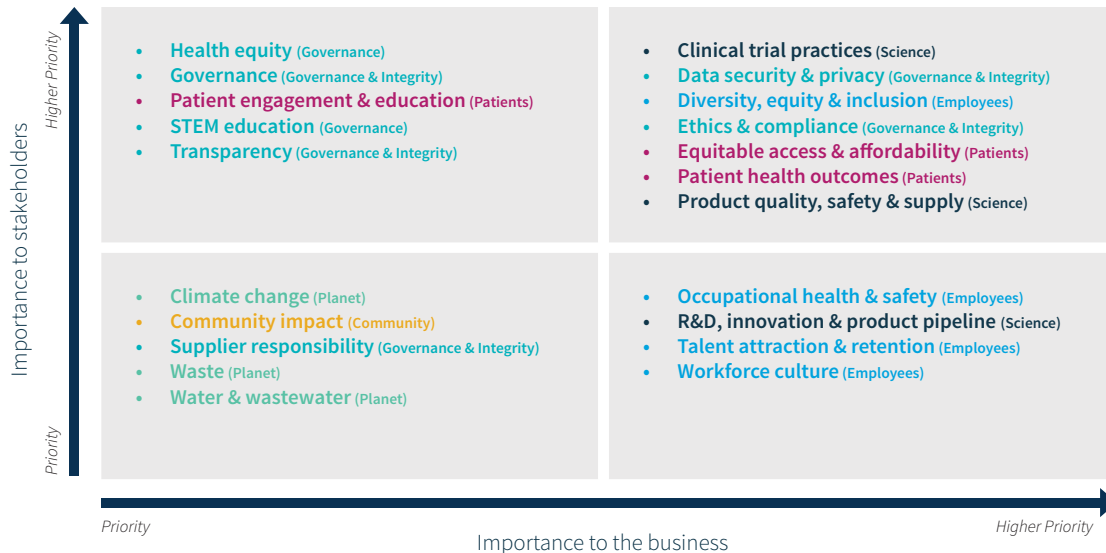 Higher Priority
Importance to stakeholders
Priority
• Health equity (Governance)
• Governance (Governance & Integrity)
• Patient engagement & education (Patients)
• STEM education (Governance)
• Transparency (Governance & Integrity)
• Clinical trial practices (Science)
• Data security & privacy (Governance & Integrity)
• Diversity, equity & inclusion (Employees)
• Ethics & compliance (Governance & Integrity)
• Equitable access & affordability (Patients)
• Patient health outcomes (Patients)
• Product quality, safety & supply (Science)
• Climate change (Planet)
• Community impact (Community)
• Supplier responsibility (Governance & Integrity)
• Waste (Planet)
• Water & wastewater (Planet)
• Occupational health & safety (Employees)
• R&D, innovation & product pipeline (Science)
• Talent attraction & retention (Employees)
• Workforce culture (Employees)
Priority
Importance to the business
Higher Priority